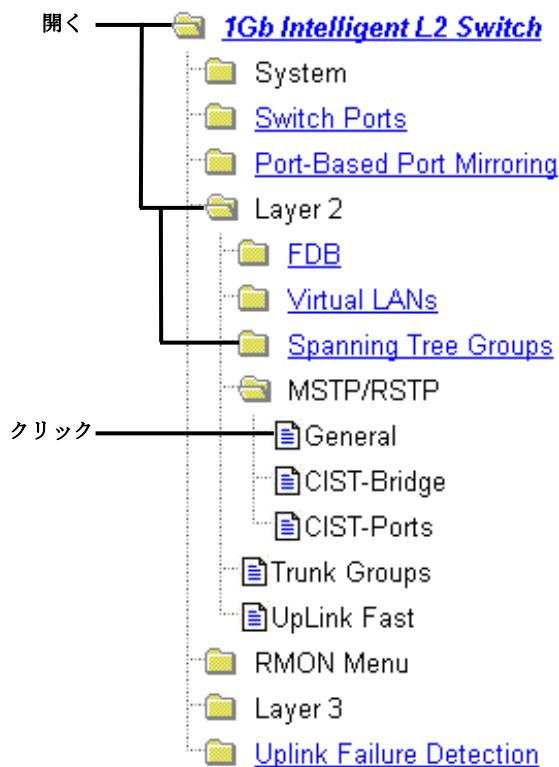 開く
1Gb Intelligent L2 Switch
System
Switch Ports
Port-Based Port Mirroring
Layer 2
FDB
Virtual LANs
Spanning Tree Groups
MSTP/RSTP
クリック
General
CIST-Bridge
CIST-Ports
Trunk Groups
UpLink Fast
RMON Menu
Layer 3
Uplink Failure Detection